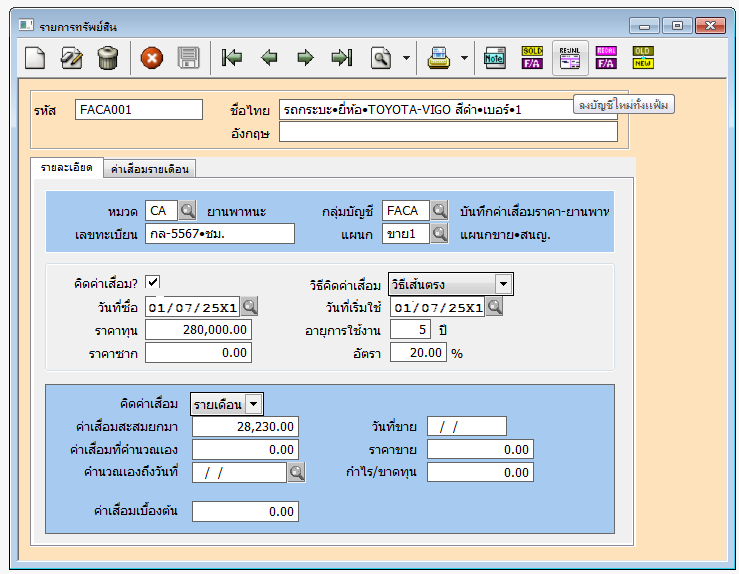 รายการทรัพย์สิน
Note SOLD F/A REJNL REQAL F/A OLD NEW
ลงบัญชีใหม่ทั้งแฟ้ม
รหัส FACA001 ชื่อไทย รถกระบะ•ยี่ห้อ•TOYOTA-VIGO สีดำ•เบอร์•1
อังกฤษ
รายละเอียด ค่าเสื่อมรายเดือน
หมวด CA ยานพาหนะ กลุ่มบัญชี FACA บันทึกค่าเสื่อมราคา-ยานพาห
เลขทะเบียน กล-5567•ชม. แผนก ขาย1 แผนกขาย•สนญ.
คิดค่าเสื่อม? วิธีคิดค่าเสื่อม วิธีเส้นตรง
วันที่ซื้อ 01/07/25X1 วันที่เริ่มใช้ 01/07/25X1
ราคาทุน 280,000.00 อายุการใช้งาน 5 ปี
ราคาซาก 0.00 อัตรา 20.00 %
คิดค่าเสื่อม รายเดือน
ค่าเสื่อมสะสมยกมา 28,230.00 วันที่ขาย / /
ค่าเสื่อมที่คำนวณเอง 0.00 ราคาขาย 0.00
คำนวณเองถึงวันที่ / / กำไร/ขาดทุน 0.00
ค่าเสื่อมเบื้องต้น 0.00